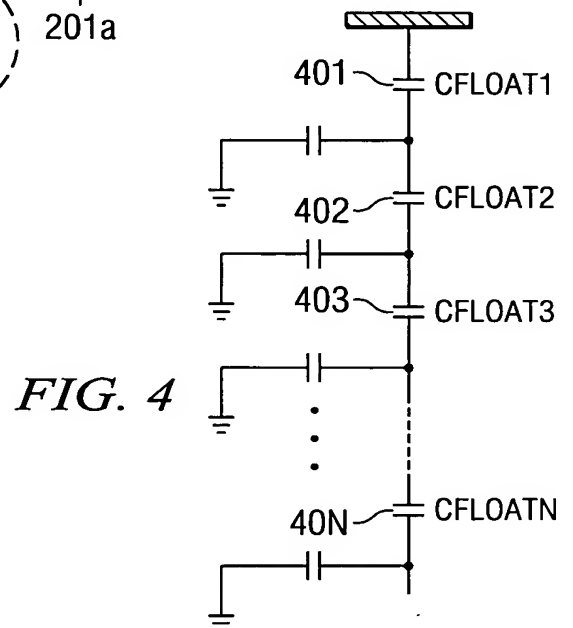 201a
401 CFLOAT1
402 CFLOAT2
403 CFLOAT3
FIG. 4
40N CFLOATN